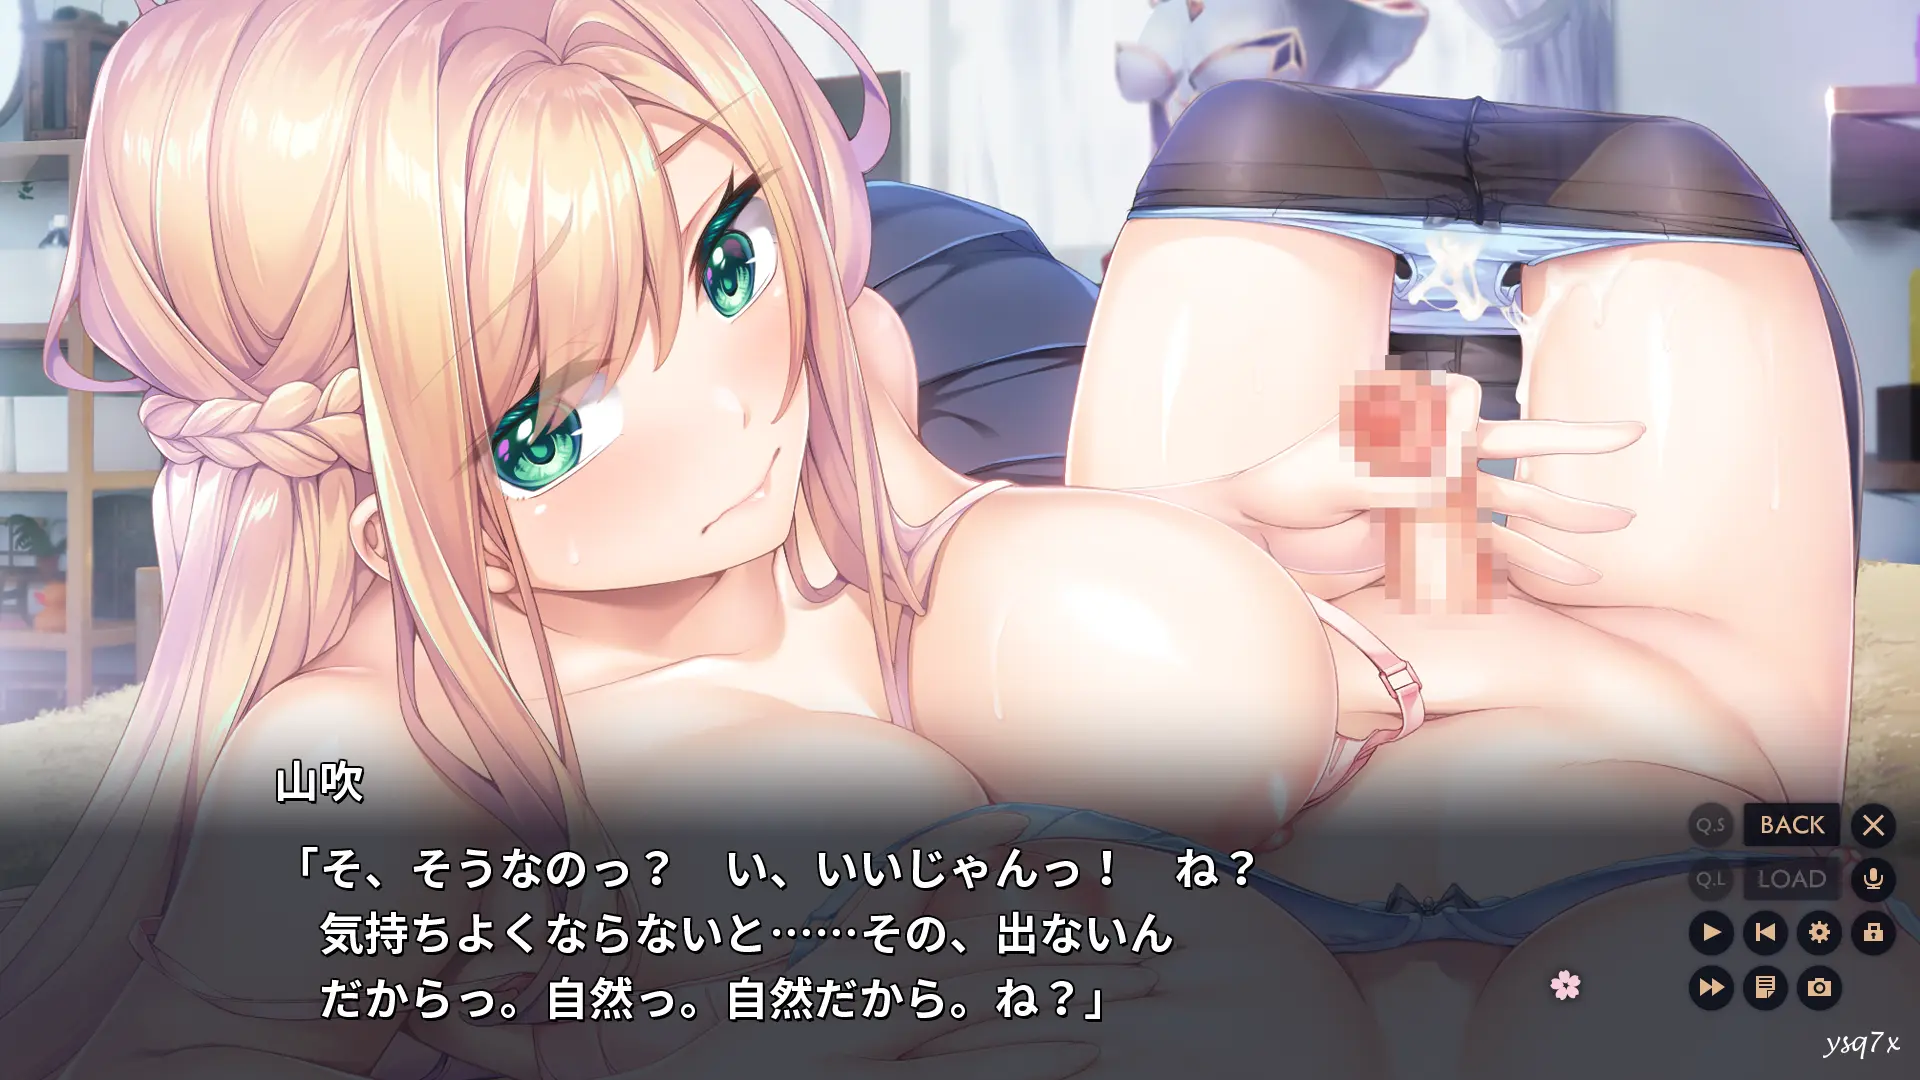 山吹
「そ、そうなのっ？　い、いいじゃんっ！　ね？
気持ちよくならないと……その、出ないん
だからっ。自然っ。自然だから。ね？」
Q.S BACK
Q.L LOAD
ysq7x